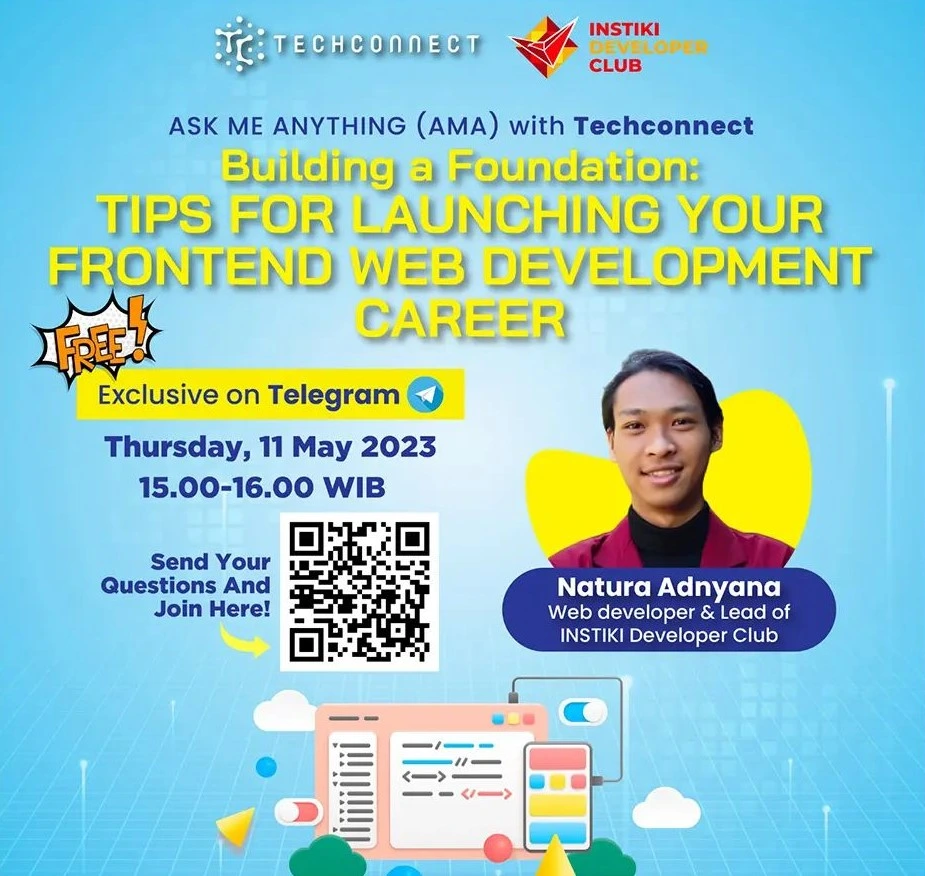 TECHCONNECT
INSTIKI
DEVELOPER
CLUB
ASK ME ANYTHING (AMA) with Techconnect
Building a Foundation:
TIPS FOR LAUNCHING YOUR
FRONTEND WEB DEVELOPMENT
CAREER
FREE!
Exclusive on Telegram
Thursday, 11 May 2023
15.00-16.00 WIB
Send Your
Questions And
Join Here!
Natura Adnyana
Web developer & Lead of
INSTIKI Developer Club